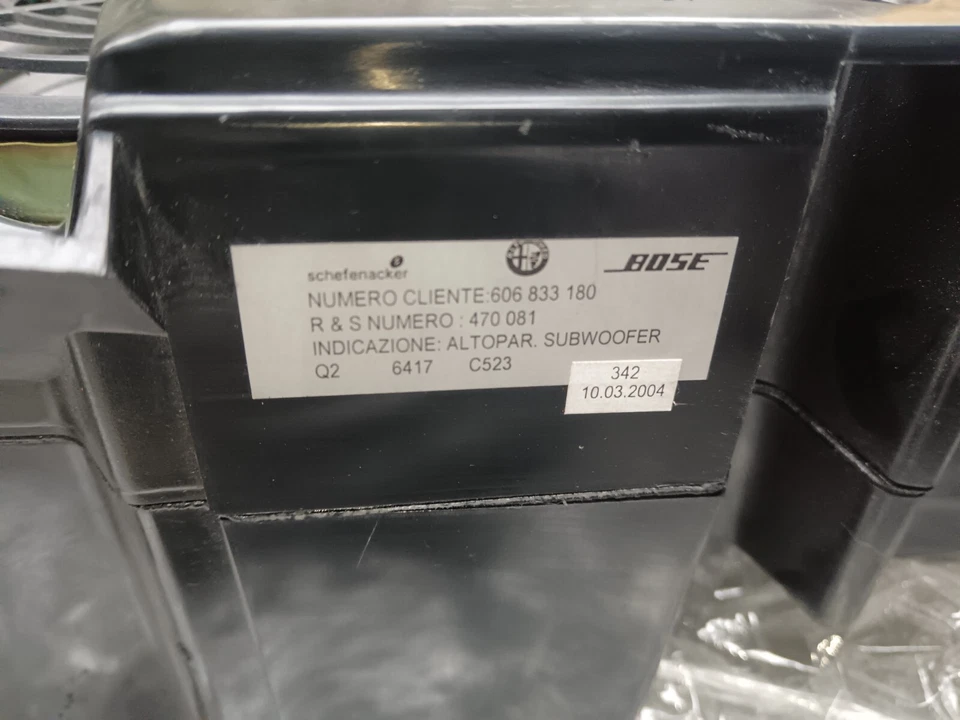 schefenacker
BOSE
NUMERO CLIENTE:606 833 180
R & S NUMERO : 470 081
INDICAZIONE: ALTOPAR. SUBWOOFER
Q2 6417 C523
342
10.03.2004